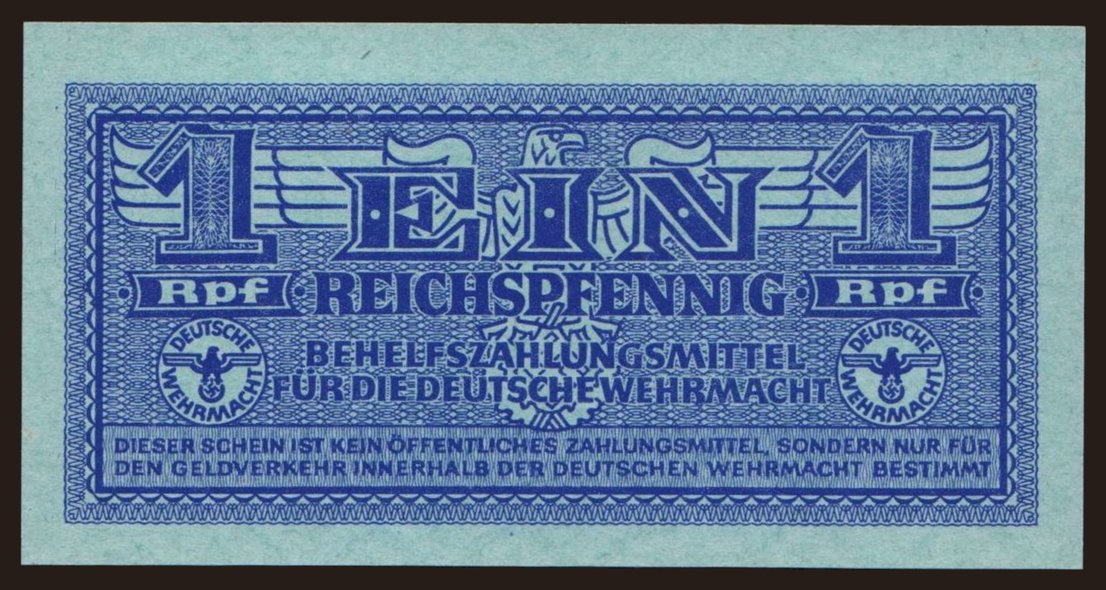 1 EIN 1
Rpf REICHSPFENNIG Rpf
BEHELFSZAHLUNGSMITTEL
FÜR DIE DEUTSCHE WEHRMACHT
DEUTSCHE WEHRMACHT
DEUTSCHE WEHRMACHT
DIESER SCHEIN IST KEIN ÖFFENTLICHES ZAHLUNGSMITTEL, SONDERN NUR FÜR
DEN GELDVERKEHR INNERHALB DER DEUTSCHEN WEHRMACHT BESTIMMT